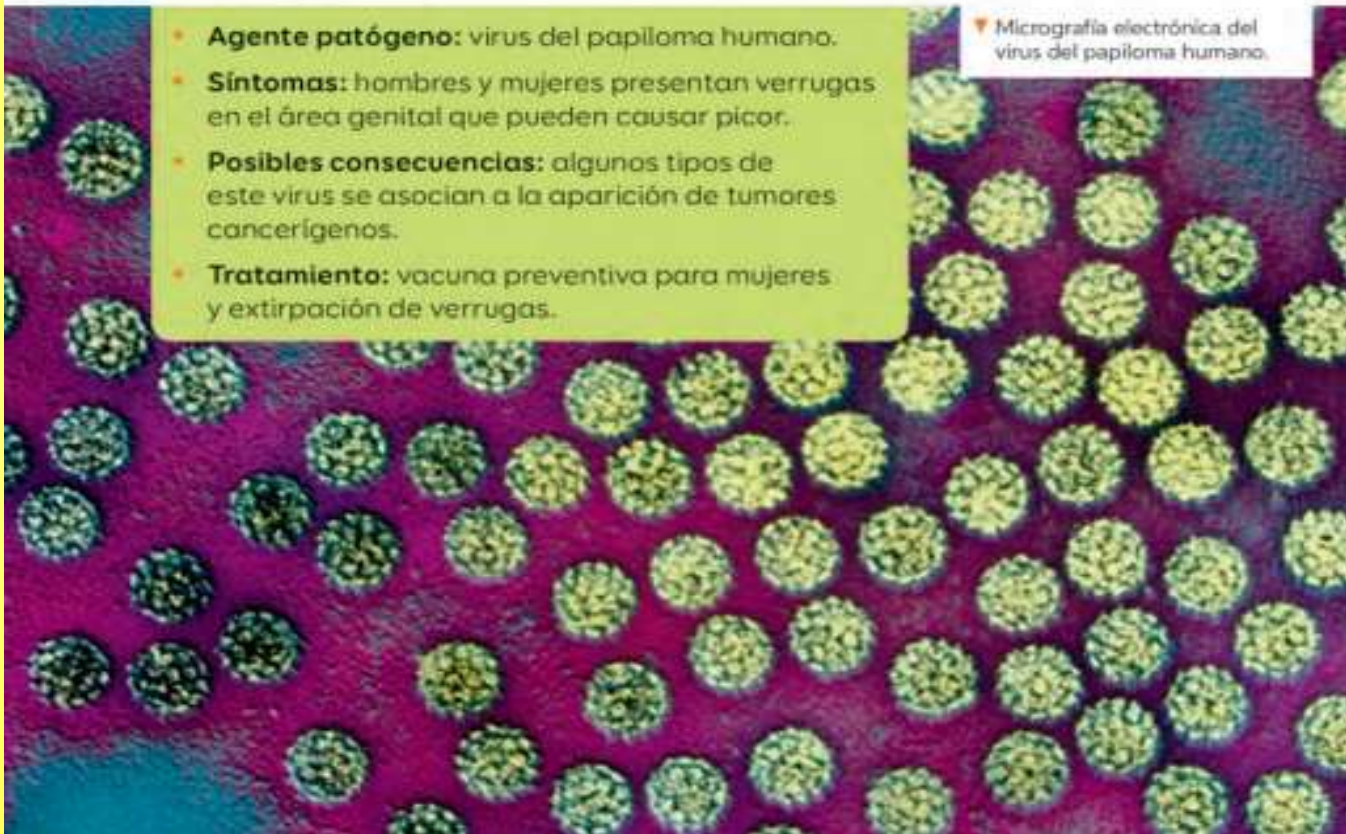 • Agente patógeno: virus del papiloma humano.
• Síntomas: hombres y mujeres presentan verrugas
en el área genital que pueden causar picor.
• Posibles consecuencias: algunos tipos de
este virus se asocian a la aparición de tumores
cancerígenos.
• Tratamiento: vacuna preventiva para mujeres
y extirpación de verrugas.
▼ Micrografía electrónica del
virus del papiloma humano.